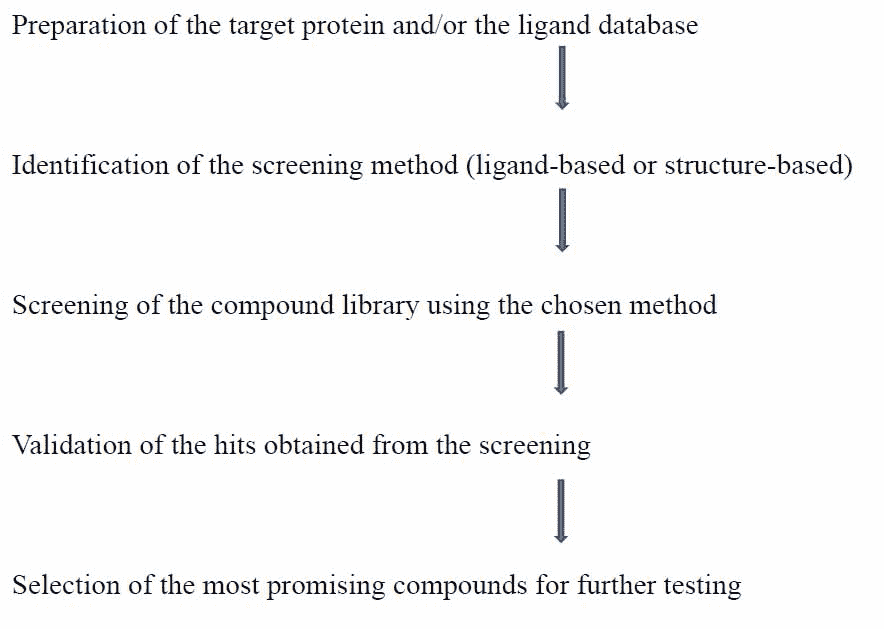 Preparation of the target protein and/or the ligand database
Identification of the screening method (ligand-based or structure-based)
Screening of the compound library using the chosen method
Validation of the hits obtained from the screening
Selection of the most promising compounds for further testing